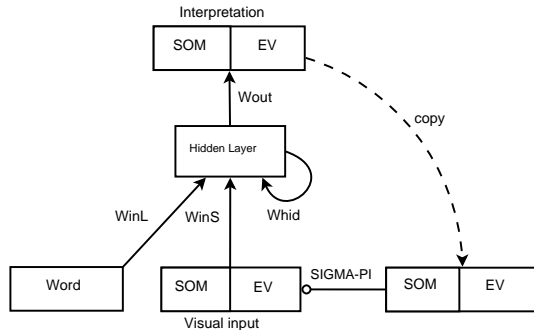 Interpretation
SOM EV
Wout
copy
Hidden Layer
WinL WinS Whid
Word SOM EV SIGMA-PI SOM EV
Visual input